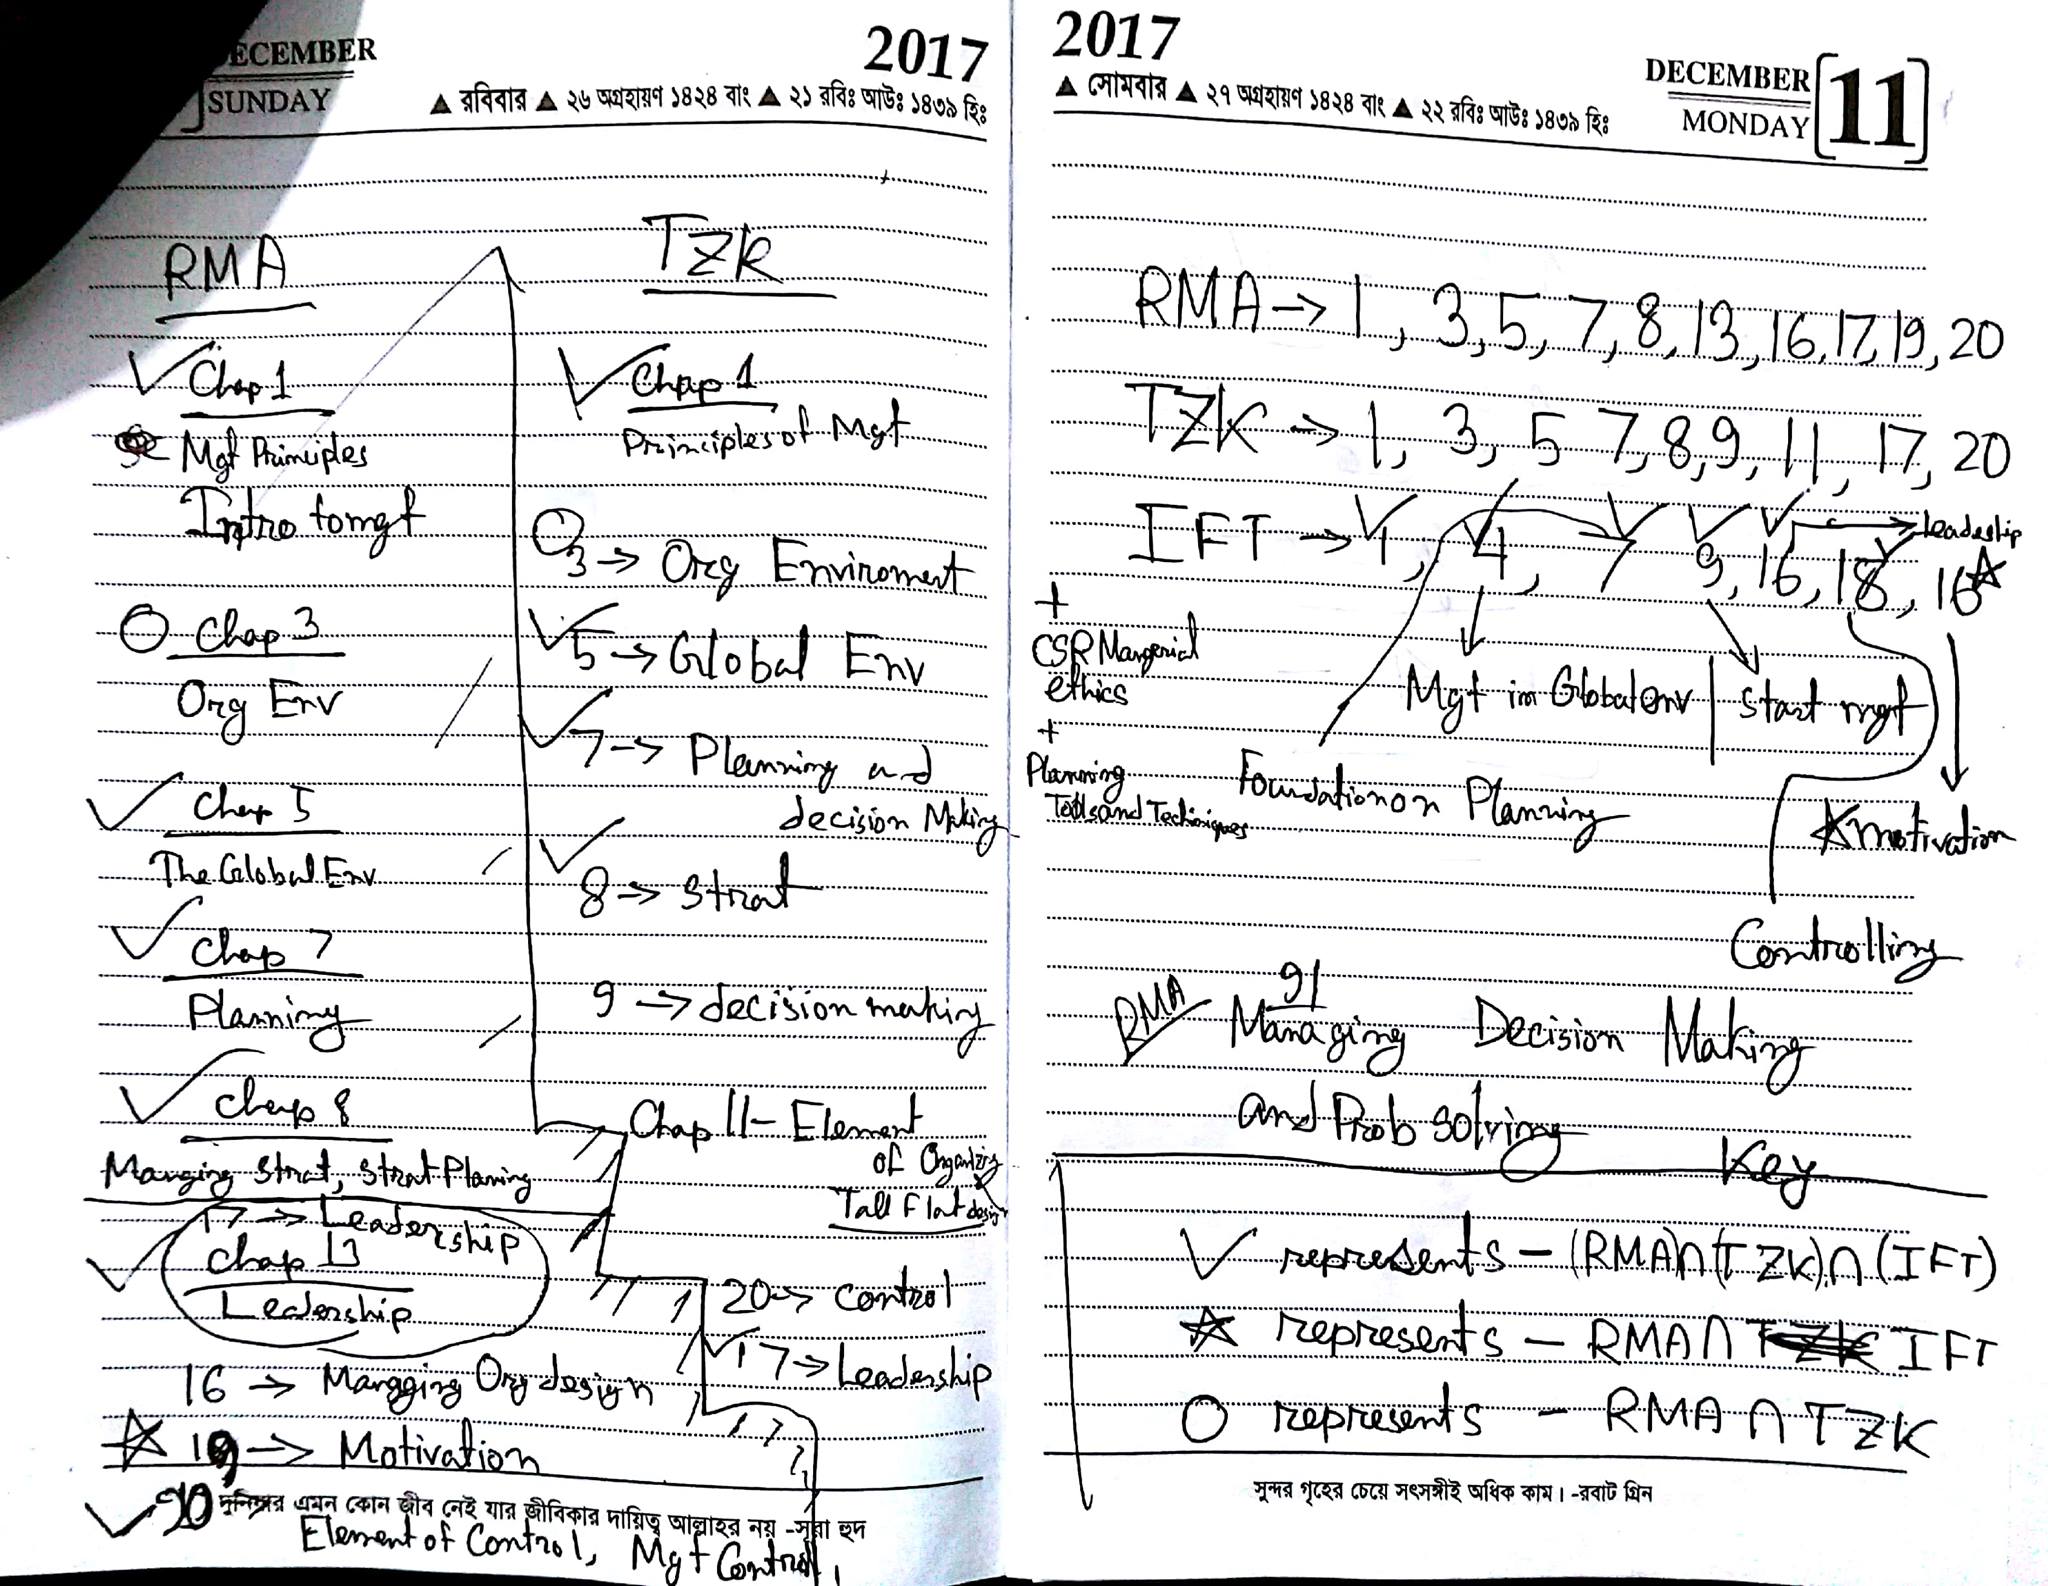 ECEMBER
SUNDAY
2017
▲ রবিবার ▲ ২৬ অগ্রহায়ণ ১৪২৪ বাং ▲ ২১ রবিঃ আউঃ ১৪৩৯ হিঃ
RMA
✓ Chap 1
Mgt Principles
Intro to mgt
O Chap 3
Org Env
✓ Chap 5
The Global Env
✓ Chap 7
Planning
✓ Chap 8
Manging Strat, Strat Planing
17 → Leadership
✓ Chap 13
Leadership
16 → Mangging Org design
☆ 19 → Motivation
✓ 20
দুনিয়ার এমন কোন জীব নেই যার জীবিকার দায়িত্ব আল্লাহর নয় -সূরা হুদ
Element of Control, Mgt Control,
TZK
✓ Chap 1
Principles of Mgt
O 3 → Org Enviroment
✓ 5 → Global Env
✓ 7 → Planning and
decision Making
✓ 8 → Strat
9 → decision making
Chap 11 - Element
of Organizing
Tall Flat design
20 → Control
✓ 17 → Leadership
2017
▲ সোমবার ▲ ২৭ অগ্রহায়ণ ১৪২৪ বাং ▲ ২২ রবিঃ আউঃ ১৪৩৯ হিঃ
DECEMBER
MONDAY
[11]
RMA → 1, 3, 5, 7, 8, 13, 16, 17, 19, 20
TZK → 1, 3, 5 7, 8, 9, 11, 17, 20
IFT → 1, 4, 7 9, 16, 18, 16☆
→ Leadeship
+
CSR Mangerial
ethics
+
Planning
Tools and Techniques
Mgt in Global env
Strat mgt
Foundation on Planning
☆ motivation
Controlling
RMA
9|
Managing Decision Making
and Prob solving
Key
✓ represents – (RMA)∩(TZK)∩(IFT)
☆ represents – RMA ∩ IFT
O represents – RMA ∩ TZK
সুন্দর গৃহের চেয়ে সৎসঙ্গীই অধিক কাম্য। -রবার্ট গ্রিন